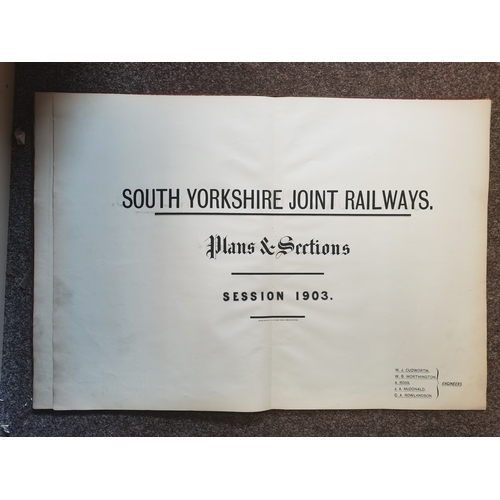 SOUTH YORKSHIRE JOINT RAILWAYS.
Plans & Sections
SESSION 1903.
W. J. CUDWORTH,
W. B. WORTHINGTON,
A. ROSS,
J. A. McDONALD,
G. A. ROWLANDSON.
ENGINEERS